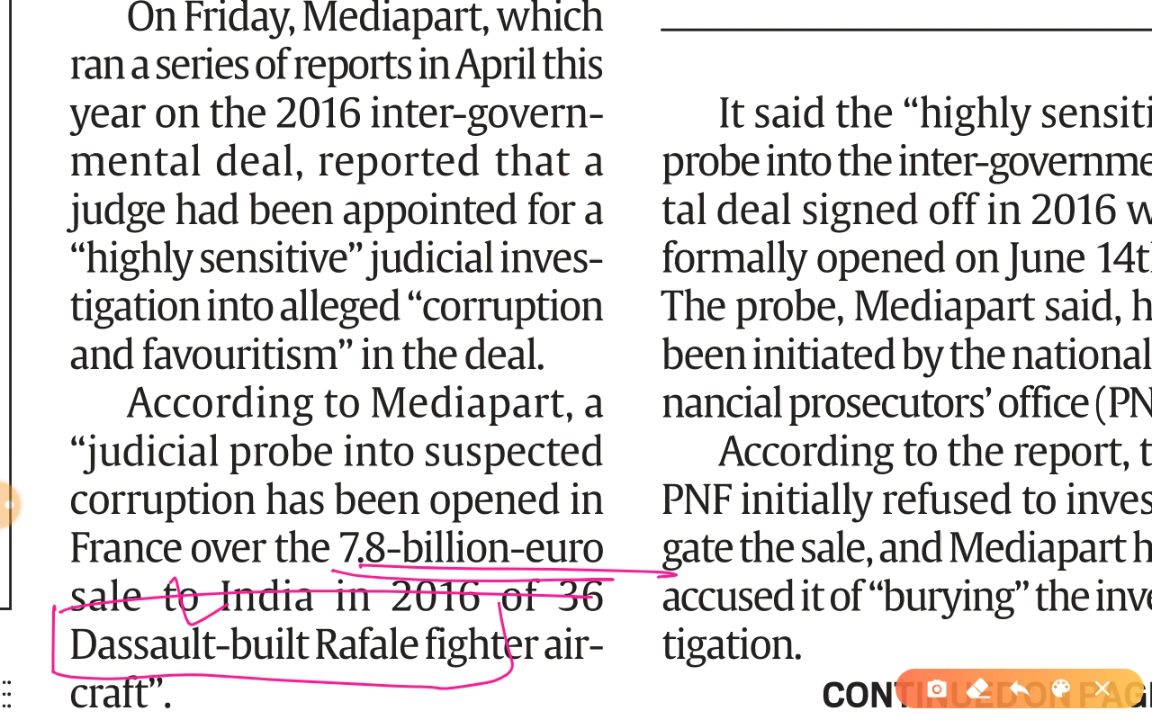 On Friday, Mediapart, which
ran a series of reports in April this
year on the 2016 inter-govern-
mental deal, reported that a
judge had been appointed for a
“highly sensitive” judicial inves-
tigation into alleged “corruption
and favouritism” in the deal.
According to Mediapart, a
“judicial probe into suspected
corruption has been opened in
France over the 7.8-billion-euro
sale to India in 2016 of 36
Dassault-built Rafale fighter air-
craft”.
It said the “highly sensiti
probe into the inter-governme
tal deal signed off in 2016 w
formally opened on June 14t
The probe, Mediapart said, h
been initiated by the national
nancial prosecutors’ office (PN
According to the report, t
PNF initially refused to inves
gate the sale, and Mediapart h
accused it of “burying” the inve
tigation.
CONTINUED ON PAG